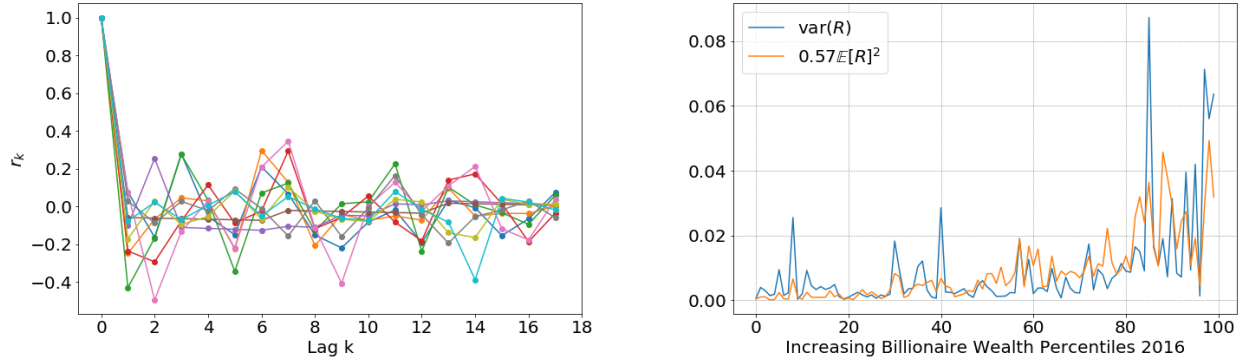 1.0
0.8
0.6
0.4
0.2
0.0
−0.2
−0.4
r_k
0 2 4 6 8 10 12 14 16 18
Lag k
var(R)
0.57𝔼[R]²
0.08
0.06
0.04
0.02
0.00
0 20 40 60 80 100
Increasing Billionaire Wealth Percentiles 2016